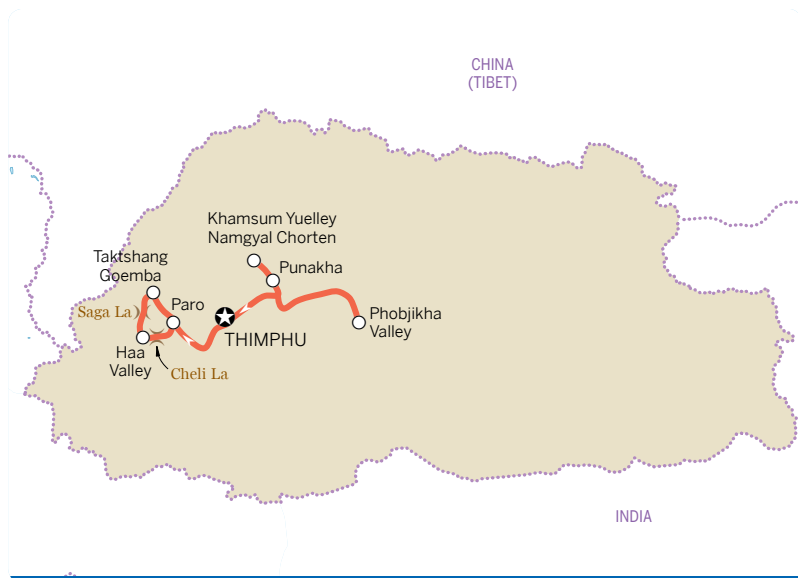 CHINA
(TIBET)
Khamsum Yuelley
Namgyal Chorten
Taktshang
Goemba
Punakha
Saga La
Paro
Phobjikha
Valley
THIMPHU
Haa
Valley
Cheli La
INDIA